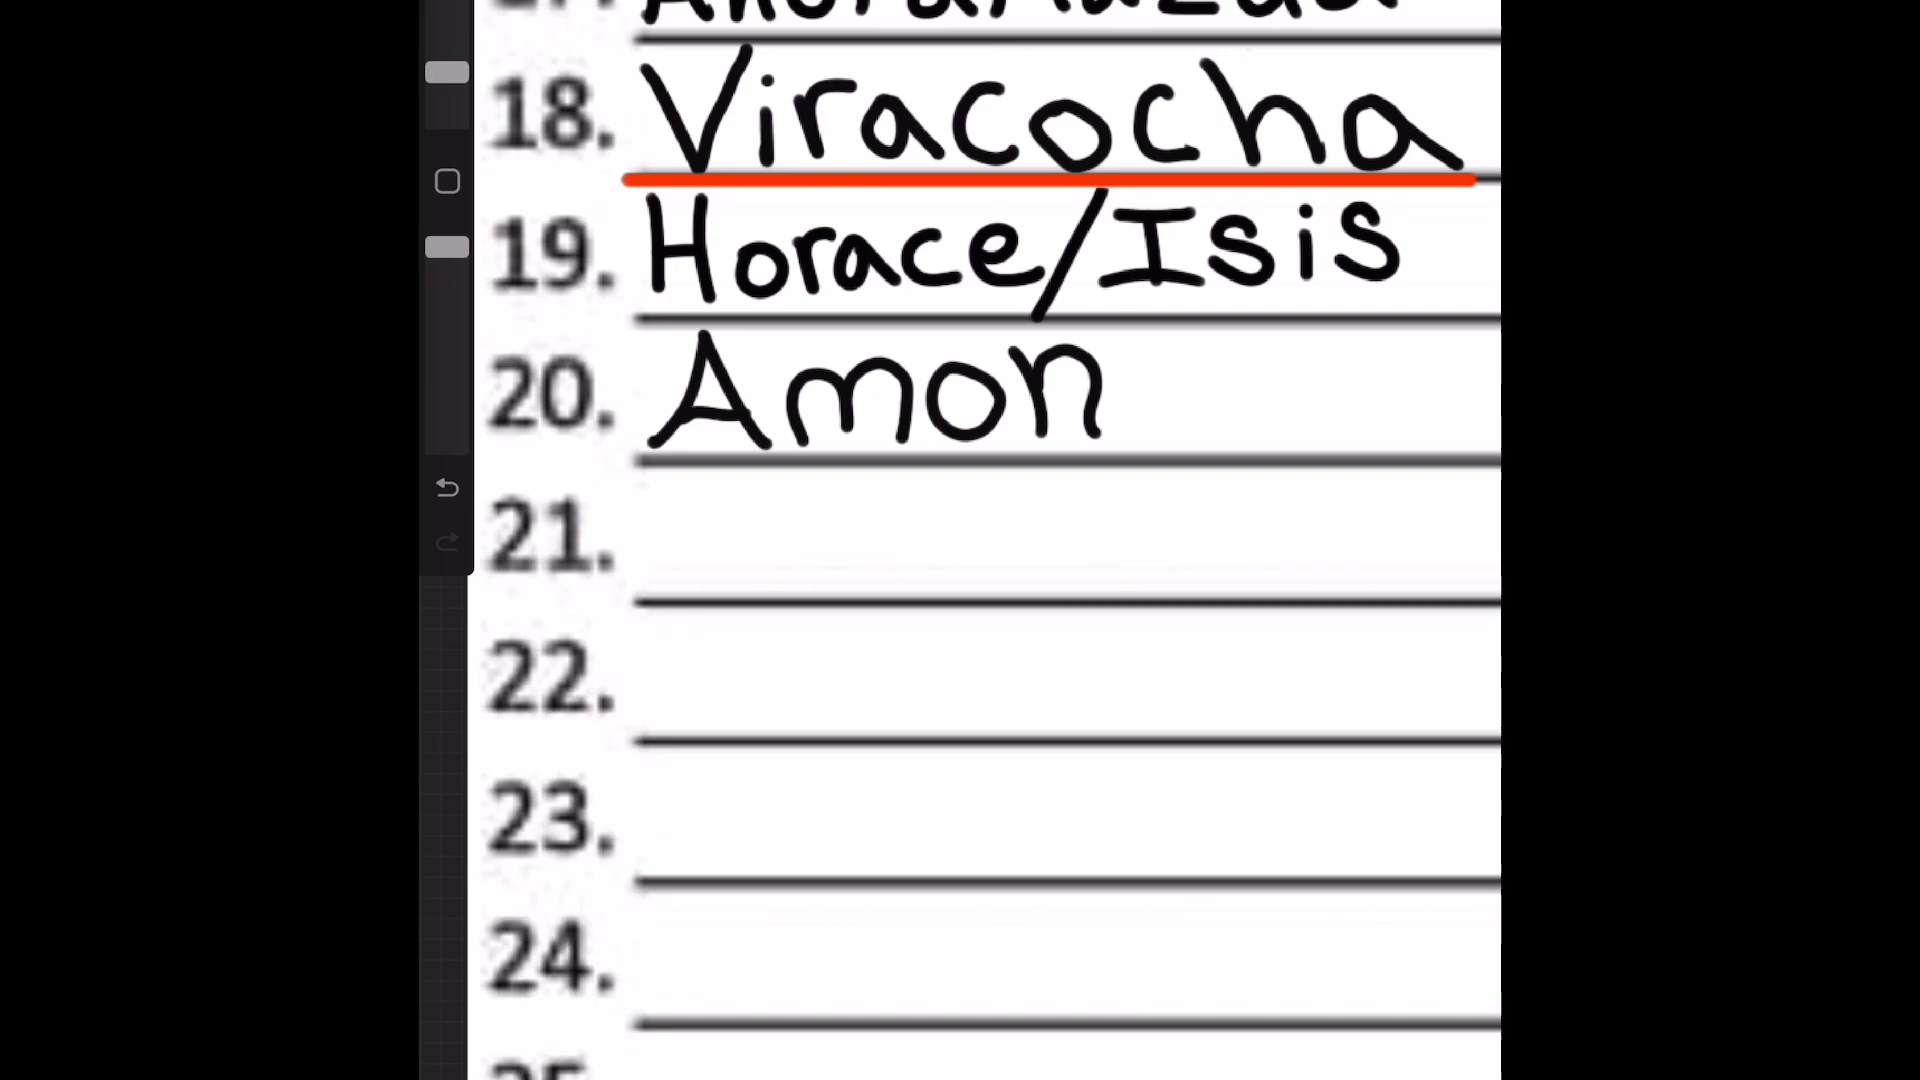 18. Viracocha
19. Horace/Isis
20. Amon
21.
22.
23.
24.